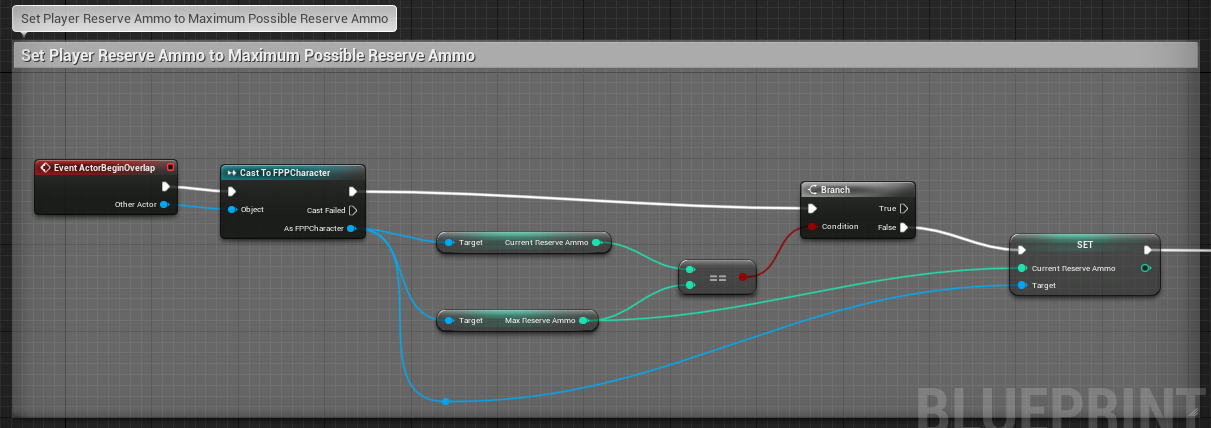 Set Player Reserve Ammo to Maximum Possible Reserve Ammo
Set Player Reserve Ammo to Maximum Possible Reserve Ammo
Event ActorBeginOverlap
Other Actor
Cast To FPPCharacter
Object
Cast Failed
As FPPCharacter
Target Current Reserve Ammo
Target Max Reserve Ammo
==
Branch
True
Condition False
SET
Current Reserve Ammo
Target
BLUEPRINT